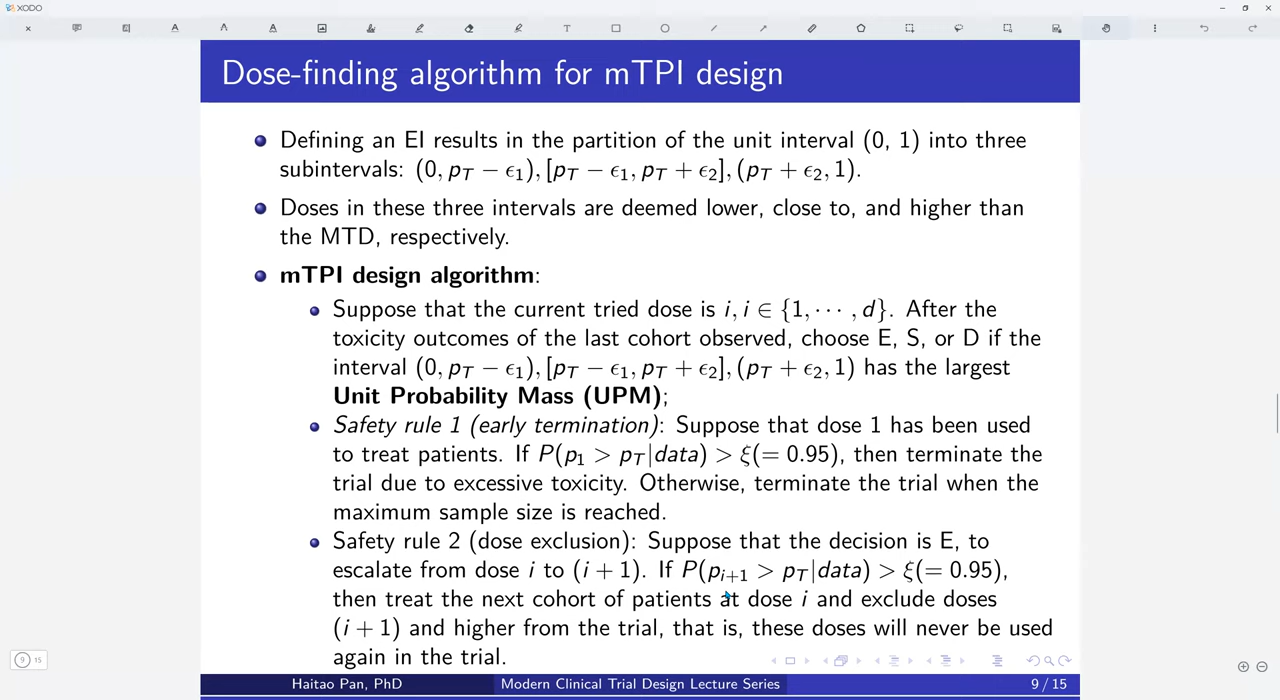 XODO
Dose-finding algorithm for mTPI design
Defining an EI results in the partition of the unit interval (0, 1) into three
subintervals: (0, p_T − ϵ_1), [p_T − ϵ_1, p_T + ϵ_2], (p_T + ϵ_2, 1).
Doses in these three intervals are deemed lower, close to, and higher than
the MTD, respectively.
mTPI design algorithm:
Suppose that the current tried dose is i, i ∈ {1, ⋯ , d}. After the
toxicity outcomes of the last cohort observed, choose E, S, or D if the
interval (0, p_T − ϵ_1), [p_T − ϵ_1, p_T + ϵ_2], (p_T + ϵ_2, 1) has the largest
Unit Probability Mass (UPM);
Safety rule 1 (early termination): Suppose that dose 1 has been used
to treat patients. If P(p_1 > p_T|data) > ξ(= 0.95), then terminate the
trial due to excessive toxicity. Otherwise, terminate the trial when the
maximum sample size is reached.
Safety rule 2 (dose exclusion): Suppose that the decision is E, to
escalate from dose i to (i + 1). If P(p_{i+1} > p_T|data) > ξ(= 0.95),
then treat the next cohort of patients at dose i and exclude doses
(i + 1) and higher from the trial, that is, these doses will never be used
again in the trial.
9 15
Haitao Pan, PhD Modern Clinical Trial Design Lecture Series 9 / 15